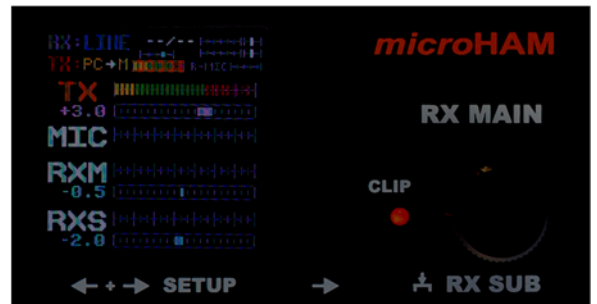 RX:LINE --/--
TX:PC→M R-MIC
microHAM
TX
+3.0
RX MAIN
MIC
RXM
-0.5
CLIP
RXS
-2.0
←+→ SETUP → RX SUB